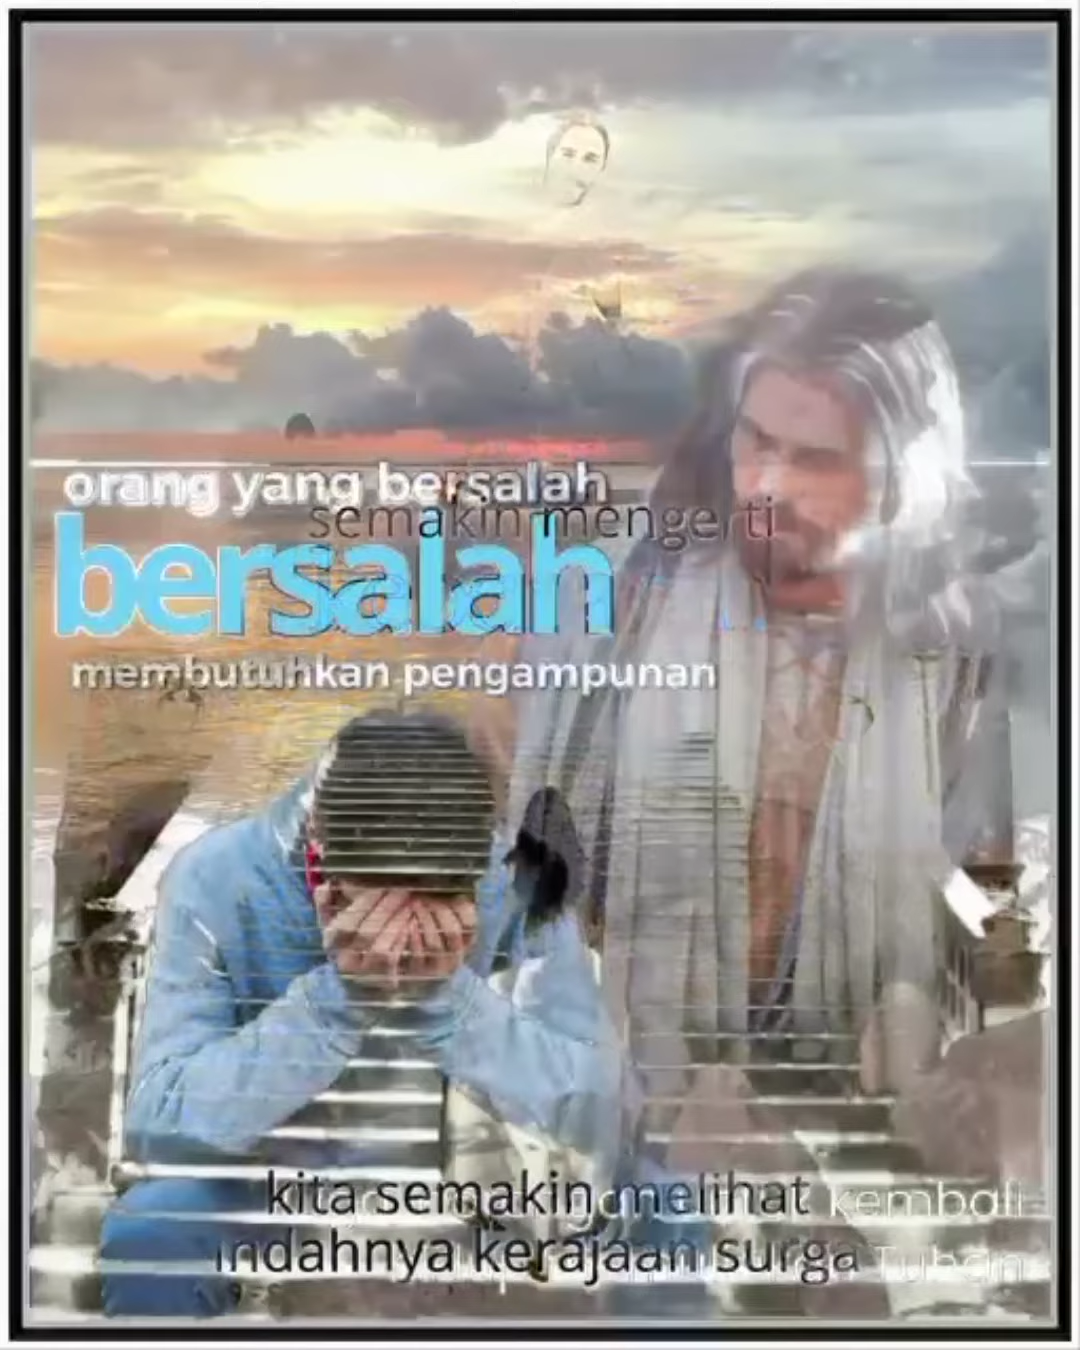 orang yang bersalah
semakin mengerti
bersalah
membutuhkan pengampunan
kita semakin melihat
kembali
indahnya kerajaan surga
Tuhan